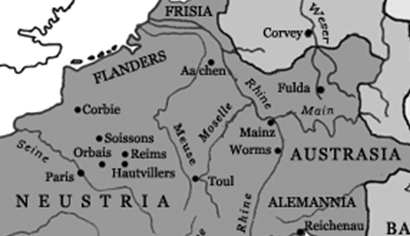 FRISIA
Weser
Corvey
FLANDERS
Aachen
Rhine
Fulda
Corbie
Meuse
Moselle
Main
Soissons
Mainz
Seine
Orbais
Reims
Worms
AUSTRASIA
Paris
Hautvillers
Toul
NEUSTRIA
ALEMANNIA
Rhine
Reichenau
BA